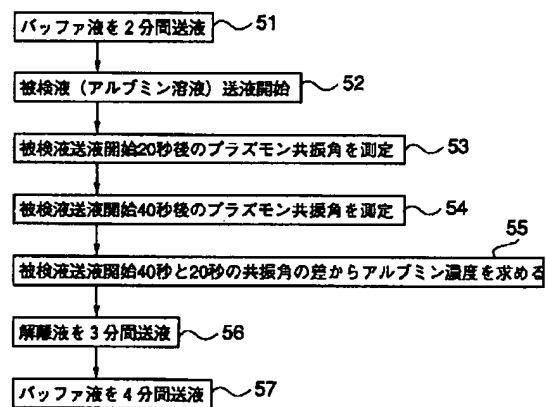 バッファ液を2分間送液 51
被検液（アルブミン溶液）送液開始 52
被検液送液開始20秒後のプラズモン共振角を測定 53
被検液送液開始40秒後のプラズモン共振角を測定 54
55
被検液送液開始40秒と20秒の共振角の差からアルブミン濃度を求める
解離液を3分間送液 56
バッファ液を4分間送液 57